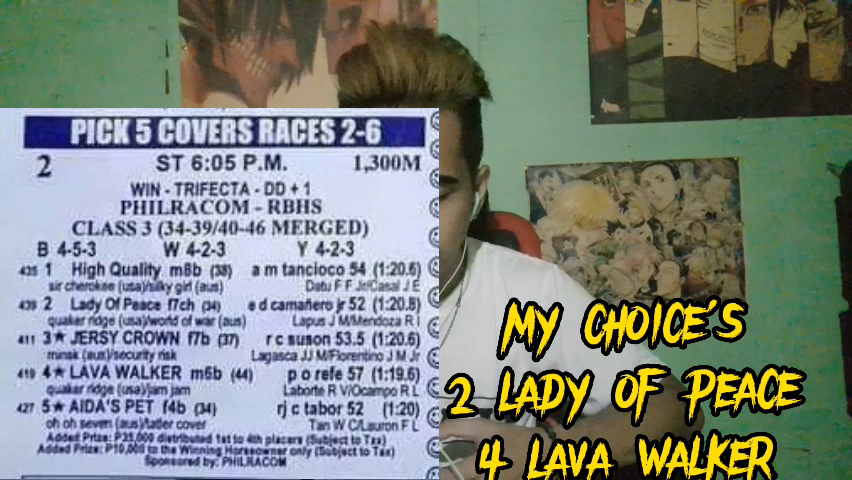 PICK 5 COVERS RACES 2-6
2 ST 6:05 P.M. 1,300M
WIN - TRIFECTA - DD + 1
PHILRACOM - RBHS
CLASS 3 (34-39/40-46 MERGED)
B 4-5-3 W 4-2-3 Y 4-2-3
435 1 High Quality m8b (38) a m tancioco 54 (1:20.6)
sir cherokee (usa)/silky girl (aus) Datu F F Jr/Casal J E
439 2 Lady Of Peace f7ch (34) e d camañero jr 52 (1:20.8)
quaker ridge (usa)/world of war (aus) Lapus J M/Mendoza R I
411 3★ JERSY CROWN f7b (37) r c suson 53.5 (1:20.6)
minsk (aus)/security risk Lagasca JJ M/Florentino J M Jr
419 4★ LAVA WALKER m6b (44) p o refe 57 (1:19.6)
quaker ridge (usa)/jam jam Laborte R V/Ocampo R L
427 5★ AIDA'S PET f4b (34) rj c tabor 52 (1:20)
oh oh seven (aus)/tatler cover Tan W C/Lauron F L
Added Prize: P35,000 distributed 1st to 4th placers (Subject to Tax)
Added Prize: P10,000 to the Winning Horseowner only (Subject to Tax)
Sponsored by: PHILRACOM
MY CHOICE'S
2 LADY OF PEACE
4 LAVA WALKER